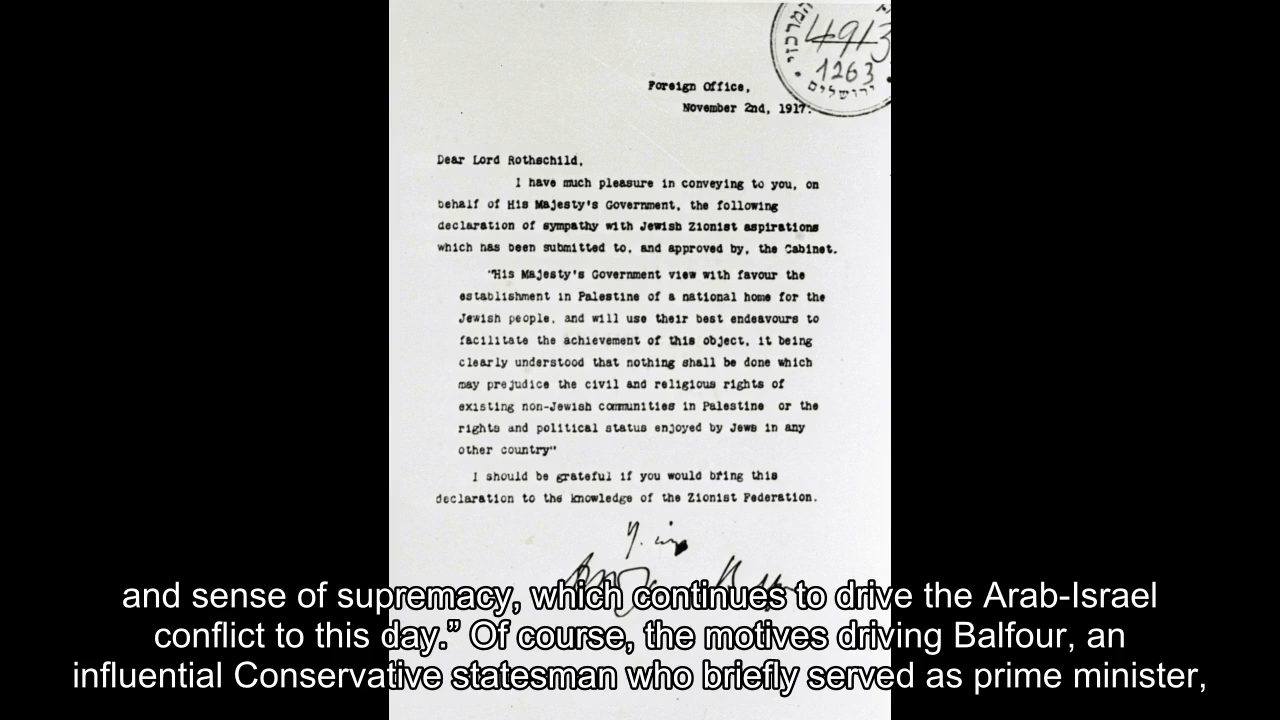 המרכזי
4913
1263
ירושלים
Foreign Office,
November 2nd, 1917.
Dear Lord Rothschild,
I have much pleasure in conveying to you, on
behalf of His Majesty's Government, the following
declaration of sympathy with Jewish Zionist aspirations
which has been submitted to, and approved by, the Cabinet.
"His Majesty's Government view with favour the
establishment in Palestine of a national home for the
Jewish people, and will use their best endeavours to
facilitate the achievement of this object, it being
clearly understood that nothing shall be done which
may prejudice the civil and religious rights of
existing non-Jewish communities in Palestine or the
rights and political status enjoyed by Jews in any
other country"
I should be grateful if you would bring this
declaration to the knowledge of the Zionist Federation.
and sense of supremacy, which continues to drive the Arab-Israel
conflict to this day.” Of course, the motives driving Balfour, an
influential Conservative statesman who briefly served as prime minister,